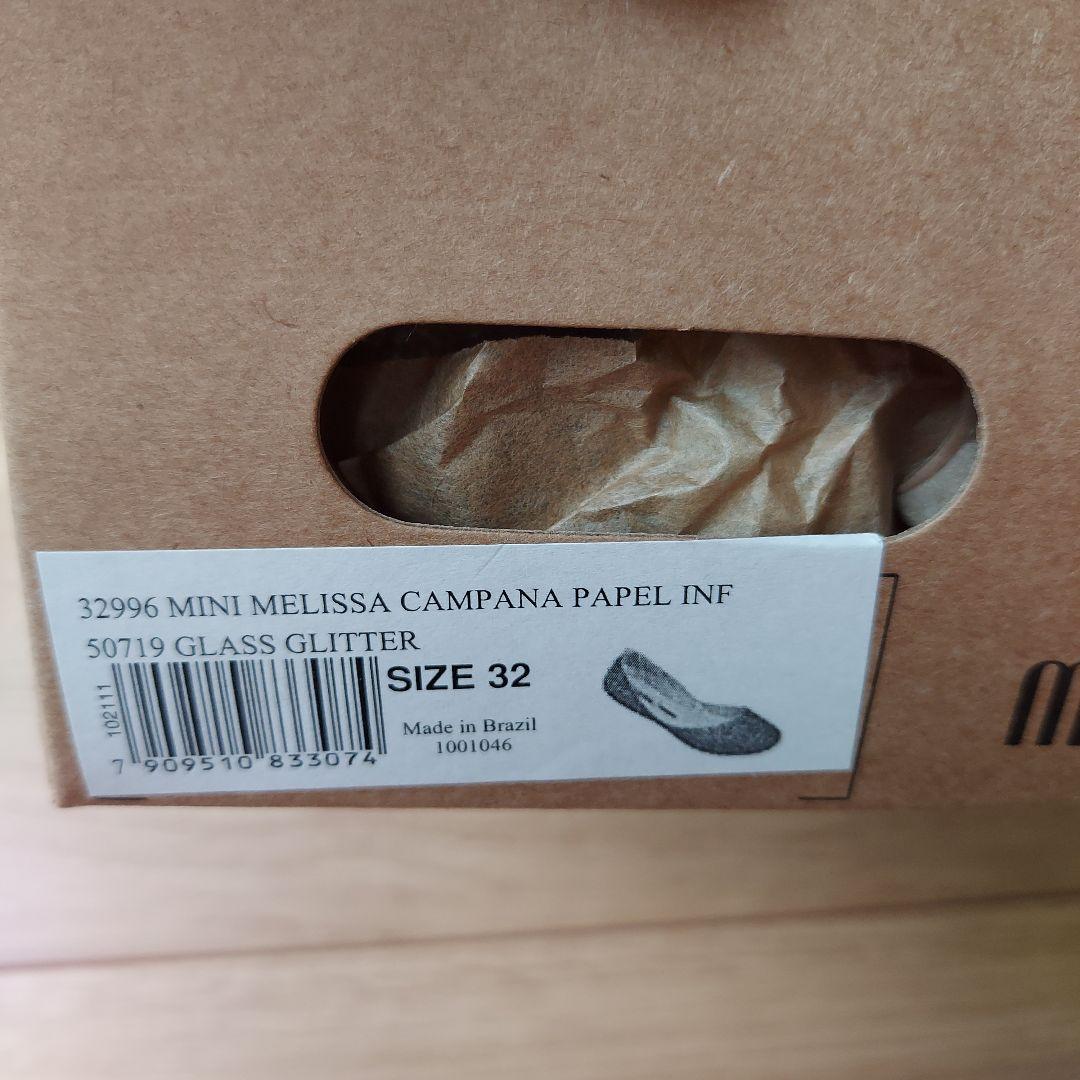 32996 MINI MELISSA CAMPANA PAPEL INF
50719 GLASS GLITTER
SIZE 32
102111
Made in Brazil
1001046
7 909510 833074
m